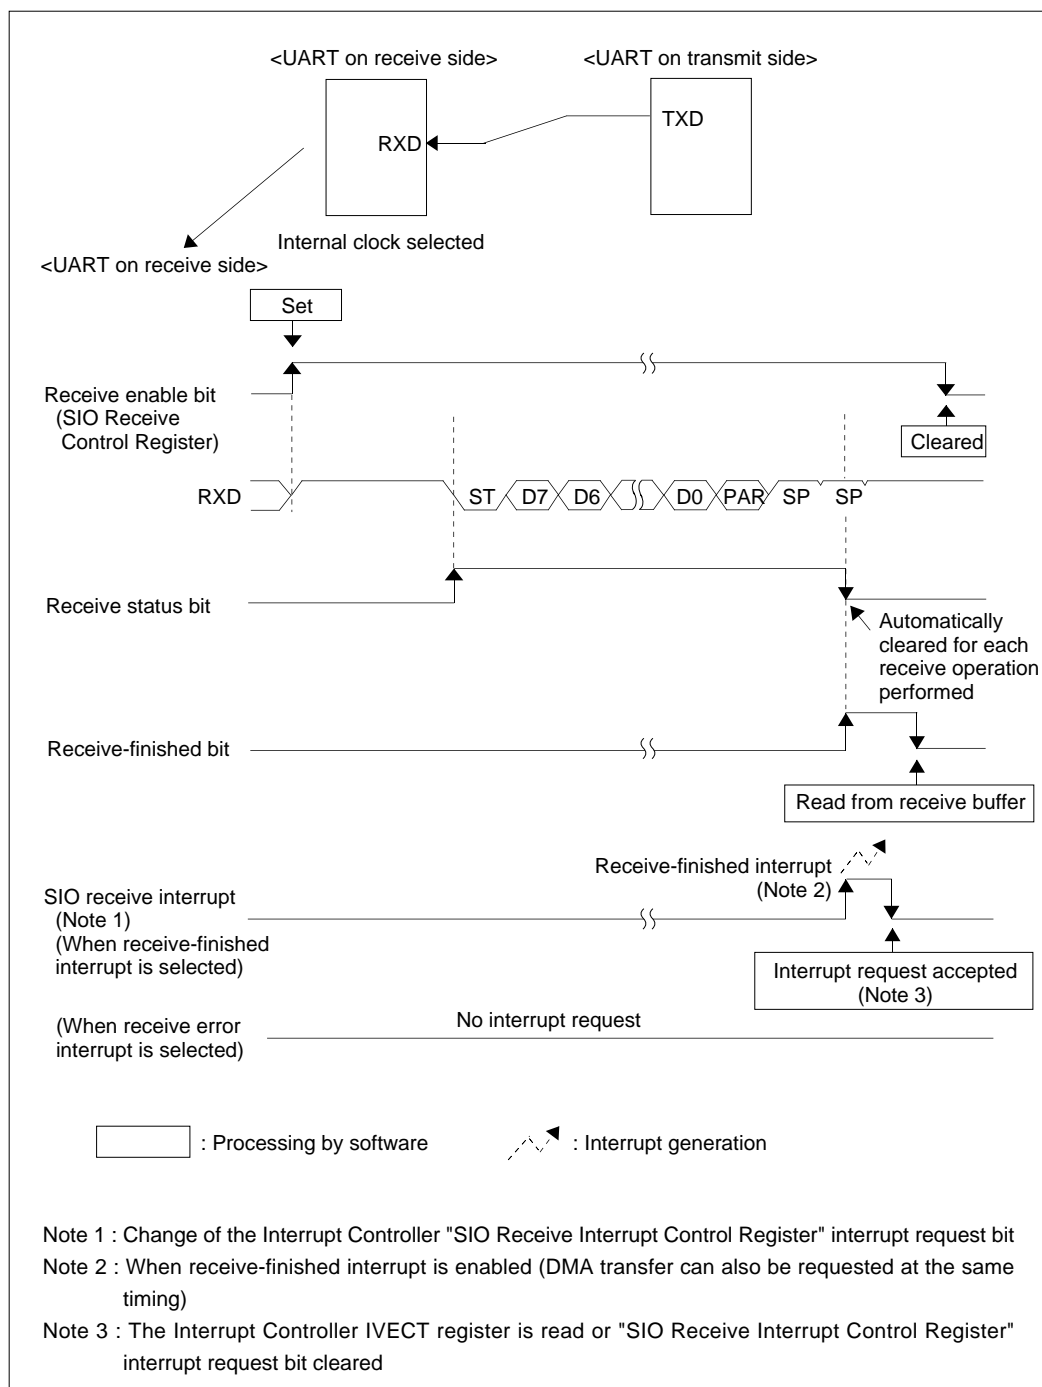 <UART on receive side>
<UART on transmit side>
TXD
RXD
Internal clock selected
<UART on receive side>
Set
Receive enable bit
(SIO Receive
Control Register)
Cleared
RXD
ST D7 D6 D0 PAR SP SP
Receive status bit
Automatically
cleared for each
receive operation
performed
Receive-finished bit
Read from receive buffer
Receive-finished interrupt
(Note 2)
SIO receive interrupt
(Note 1)
(When receive-finished
interrupt is selected)
Interrupt request accepted
(Note 3)
(When receive error
interrupt is selected)
No interrupt request
: Processing by software
: Interrupt generation
Note 1 : Change of the Interrupt Controller "SIO Receive Interrupt Control Register" interrupt request bit
Note 2 : When receive-finished interrupt is enabled (DMA transfer can also be requested at the same
timing)
Note 3 : The Interrupt Controller IVECT register is read or "SIO Receive Interrupt Control Register"
interrupt request bit cleared